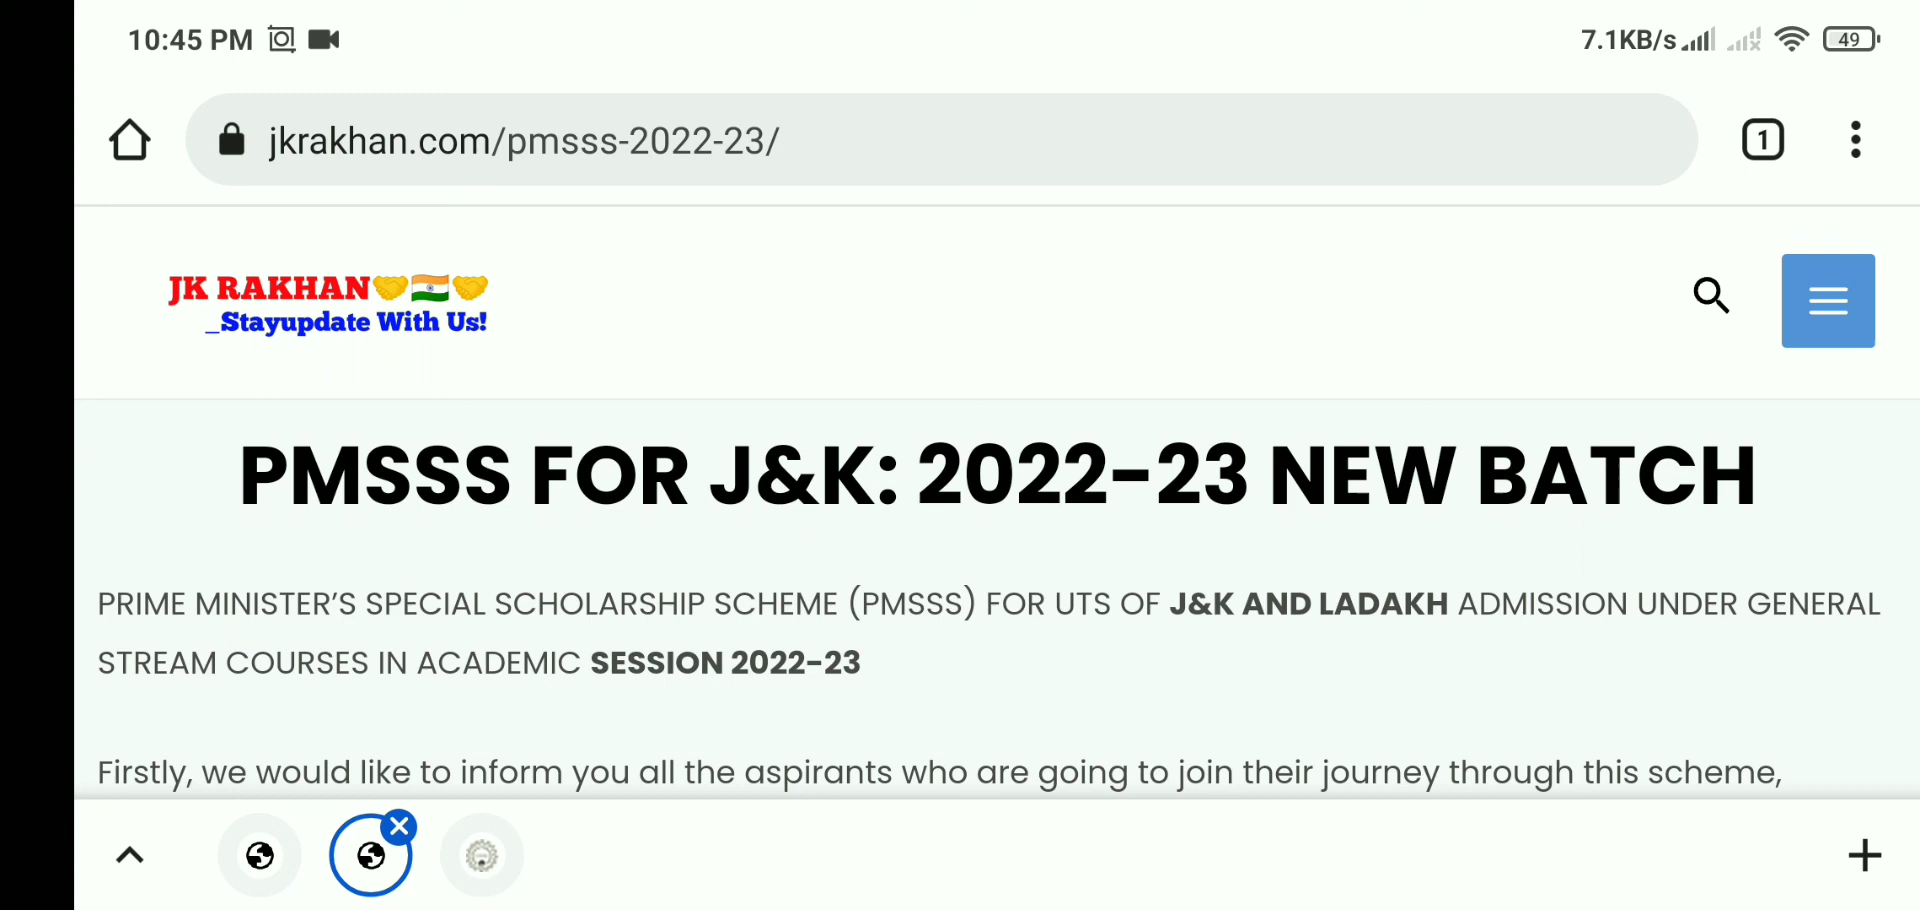 10:45 PM 7.1KB/s 49
jkrakhan.com/pmsss-2022-23/ 1
JK RAKHAN🤝🇮🇳🤝
_Stayupdate With Us!
PMSSS FOR J&K: 2022-23 NEW BATCH
PRIME MINISTER’S SPECIAL SCHOLARSHIP SCHEME (PMSSS) FOR UTS OF J&K AND LADAKH ADMISSION UNDER GENERAL
STREAM COURSES IN ACADEMIC SESSION 2022-23
Firstly, we would like to inform you all the aspirants who are going to join their journey through this scheme,